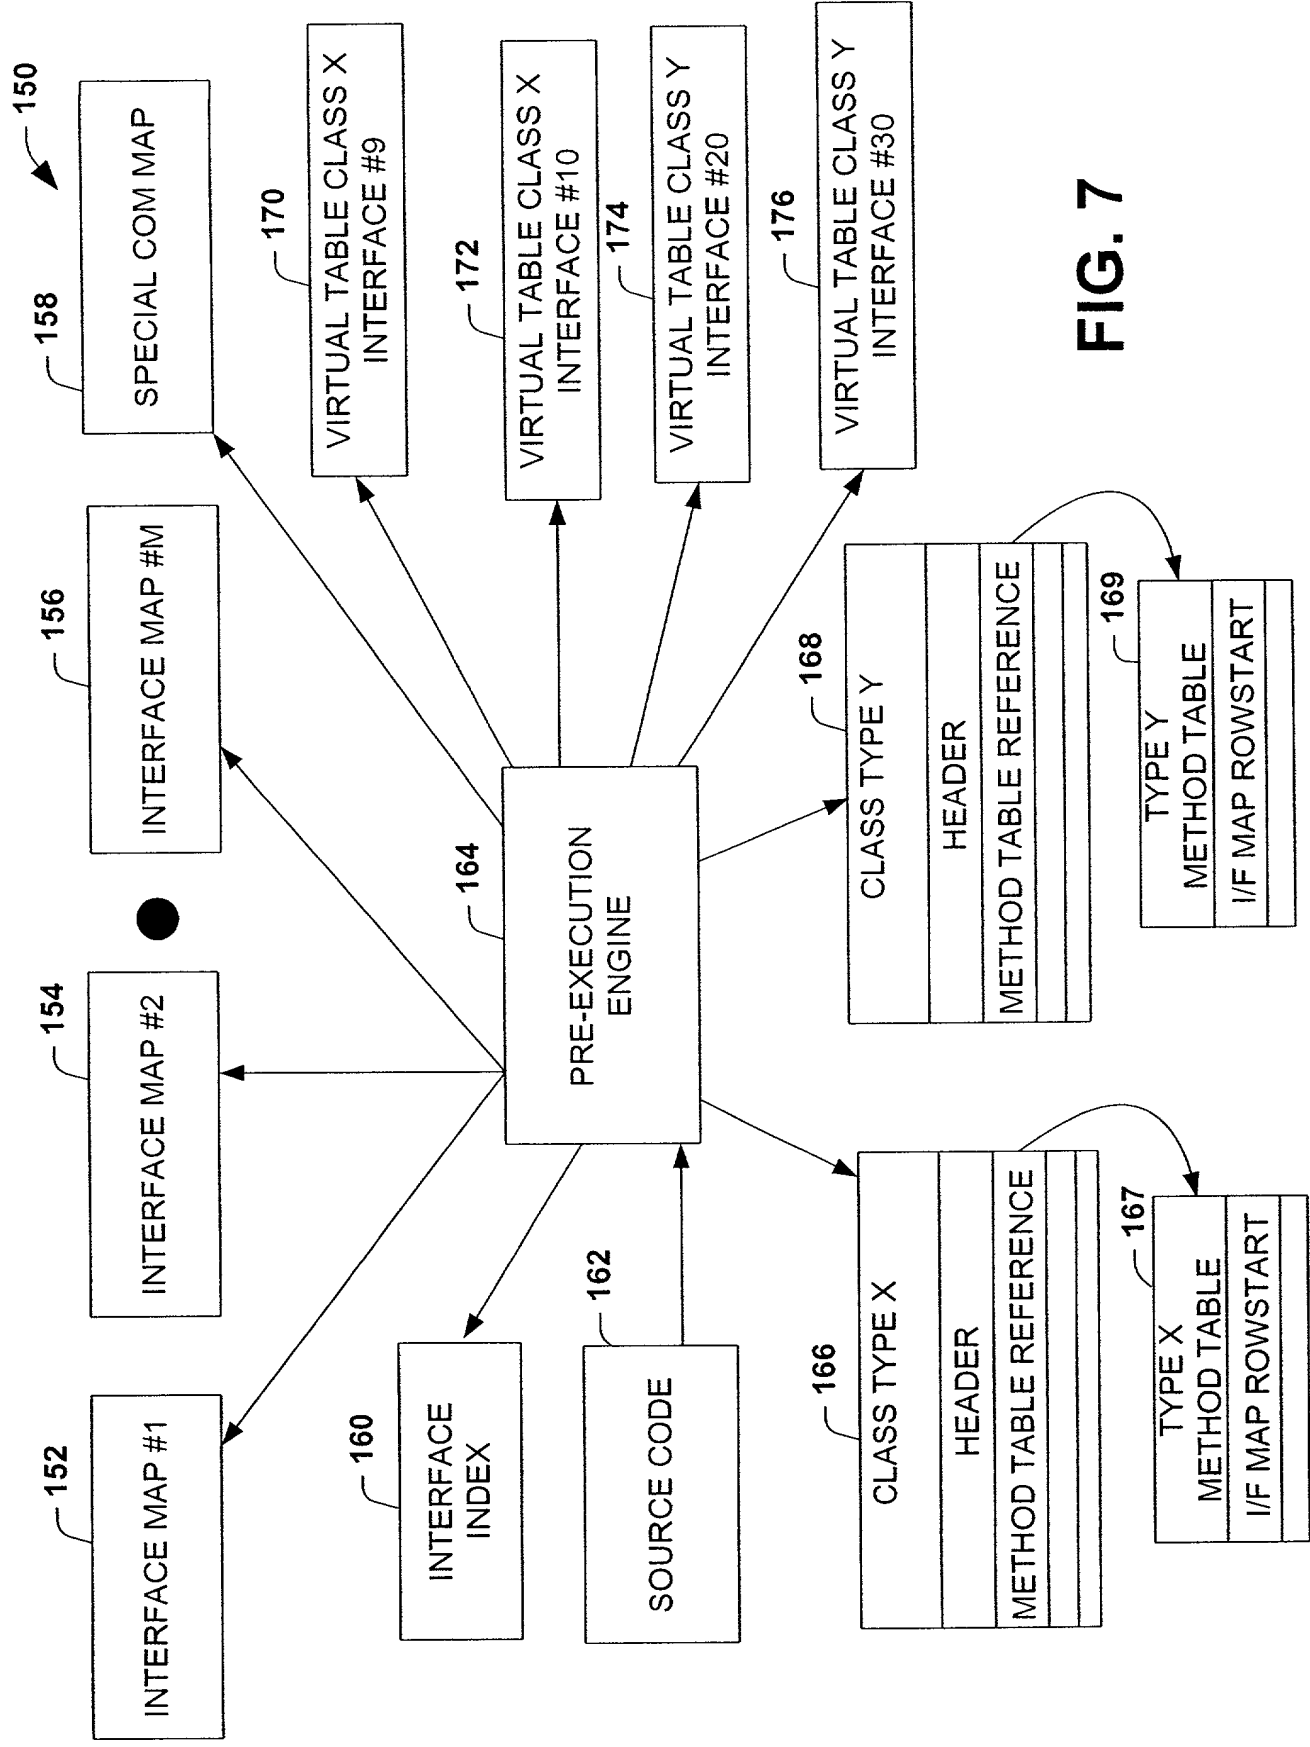 150
152
INTERFACE MAP #1
154
INTERFACE MAP #2
156
INTERFACE MAP #M
158
SPECIAL COM MAP
160
INTERFACE
INDEX
162
SOURCE CODE
164
PRE-EXECUTION
ENGINE
170
VIRTUAL TABLE CLASS X
INTERFACE #9
172
VIRTUAL TABLE CLASS X
INTERFACE #10
174
VIRTUAL TABLE CLASS Y
INTERFACE #20
176
VIRTUAL TABLE CLASS Y
INTERFACE #30
166
CLASS TYPE X
HEADER
METHOD TABLE REFERENCE
167
TYPE X
METHOD TABLE
I/F MAP ROWSTART
168
CLASS TYPE Y
HEADER
METHOD TABLE REFERENCE
169
TYPE Y
METHOD TABLE
I/F MAP ROWSTART
FIG. 7